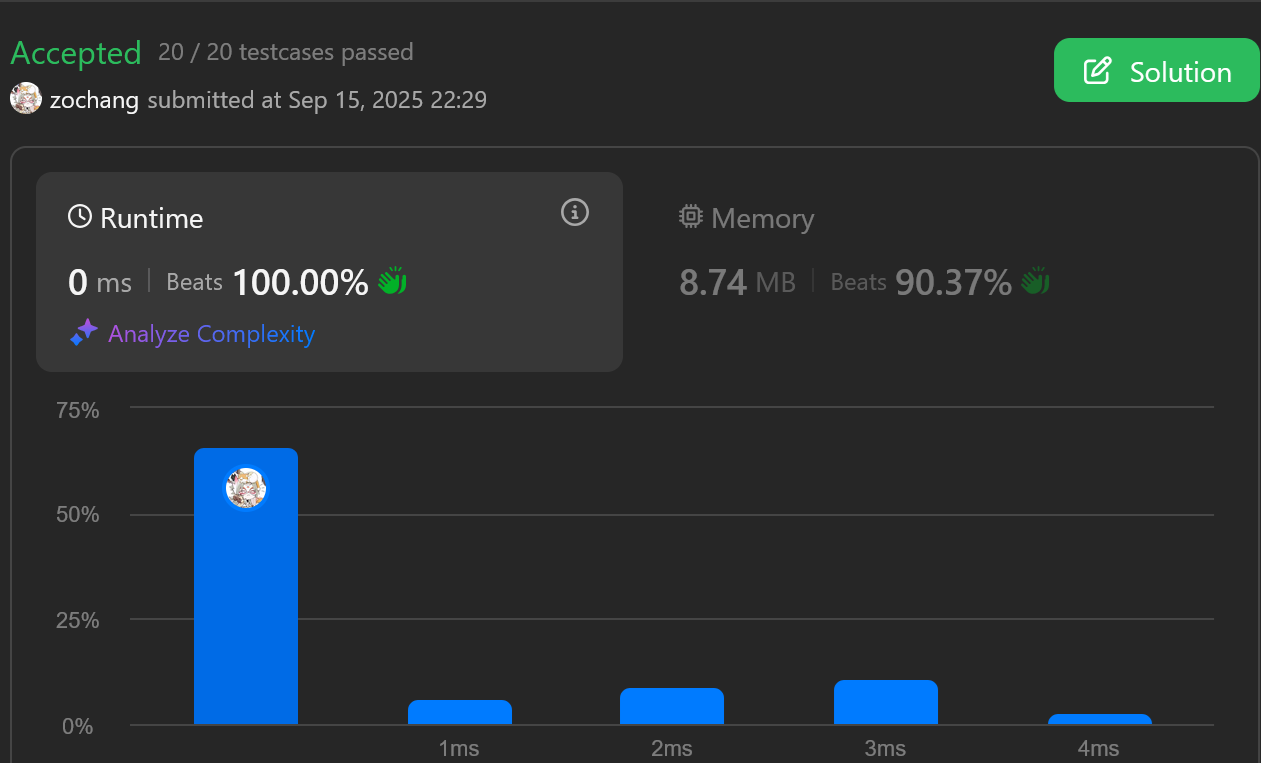 Accepted 20 / 20 testcases passed
zochang submitted at Sep 15, 2025 22:29
Solution
Runtime
0 ms Beats 100.00%
Analyze Complexity
Memory
8.74 MB Beats 90.37%
75%
50%
25%
0%
1ms 2ms 3ms 4ms